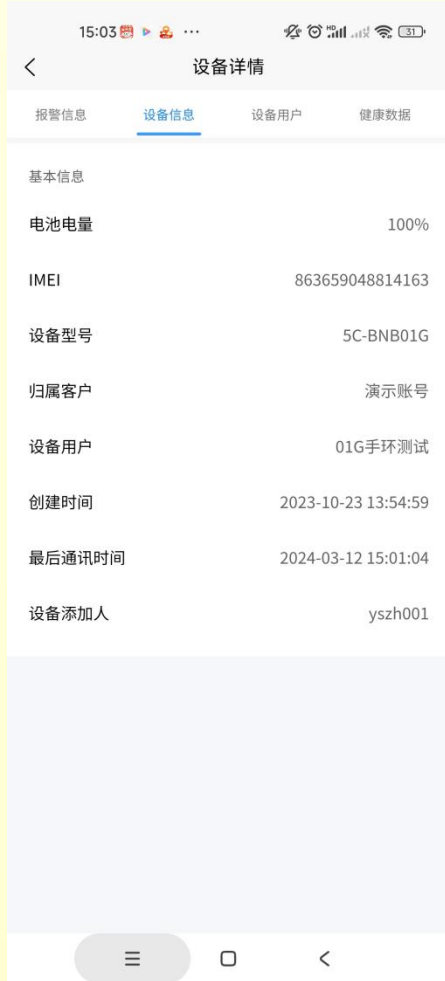 15:03 ··· HD 31
设备详情
报警信息 设备信息 设备用户 健康数据
基本信息
电池电量 100%
IMEI 863659048814163
设备型号 5C-BNB01G
归属客户 演示账号
设备用户 01G手环测试
创建时间 2023-10-23 13:54:59
最后通讯时间 2024-03-12 15:01:04
设备添加人 yszh001